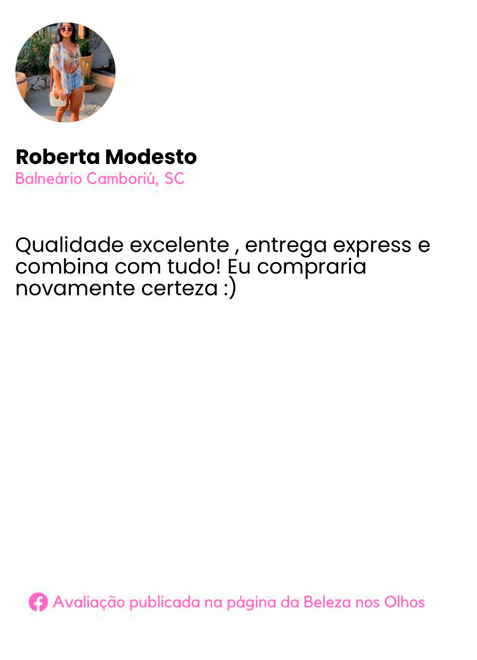 Roberta Modesto
Balneário Camboriú, SC
Qualidade excelente , entrega express e
combina com tudo! Eu compraria
novamente certeza :)
Avaliação publicada na página da Beleza nos Olhos